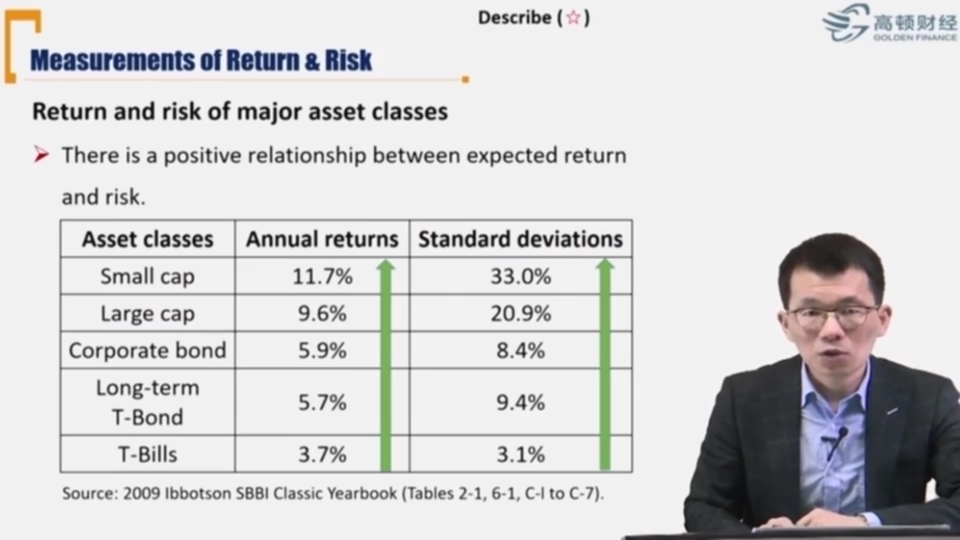 Describe (☆)
高顿财经
GOLDEN FINANCE
Measurements of Return & Risk
Return and risk of major asset classes
There is a positive relationship between expected return
and risk.
Asset classes Annual returns Standard deviations
Small cap 11.7% 33.0%
Large cap 9.6% 20.9%
Corporate bond 5.9% 8.4%
Long-term
T-Bond 5.7% 9.4%
T-Bills 3.7% 3.1%
Source: 2009 Ibbotson SBBI Classic Yearbook (Tables 2-1, 6-1, C-l to C-7).